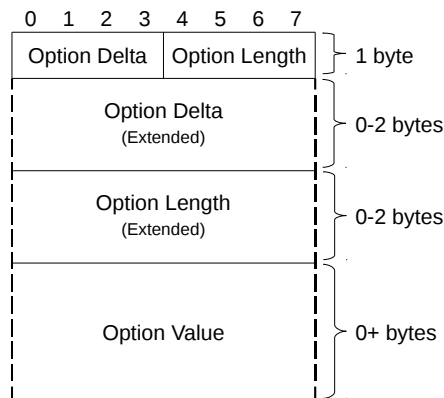 0 1 2 3 4 5 6 7
Option Delta Option Length 1 byte
Option Delta
(Extended)
0-2 bytes
Option Length
(Extended)
0-2 bytes
Option Value 0+ bytes